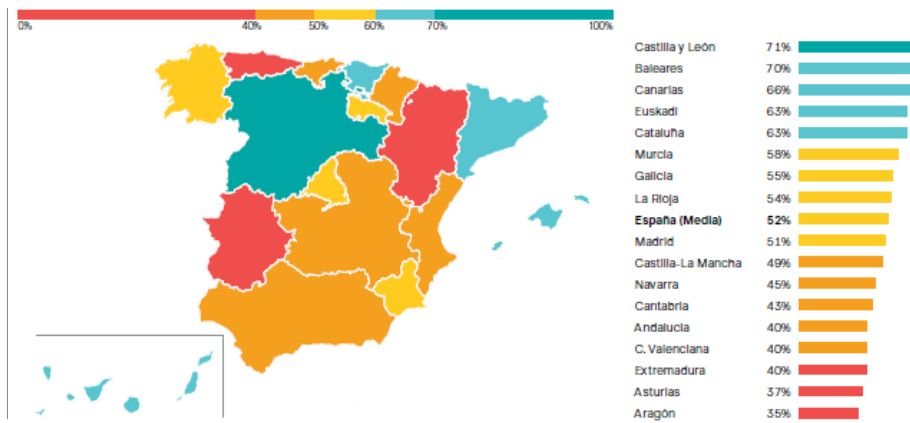 0% 40% 50% 60% 70% 100%
Castilla y León 71%
Baleares 70%
Canarias 66%
Euskadi 63%
Cataluña 63%
Murcia 58%
Galicia 55%
La Rioja 54%
España (Media) 52%
Madrid 51%
Castilla-La Mancha 49%
Navarra 45%
Cantabria 43%
Andalucía 40%
C. Valenciana 40%
Extremadura 40%
Asturias 37%
Aragón 35%